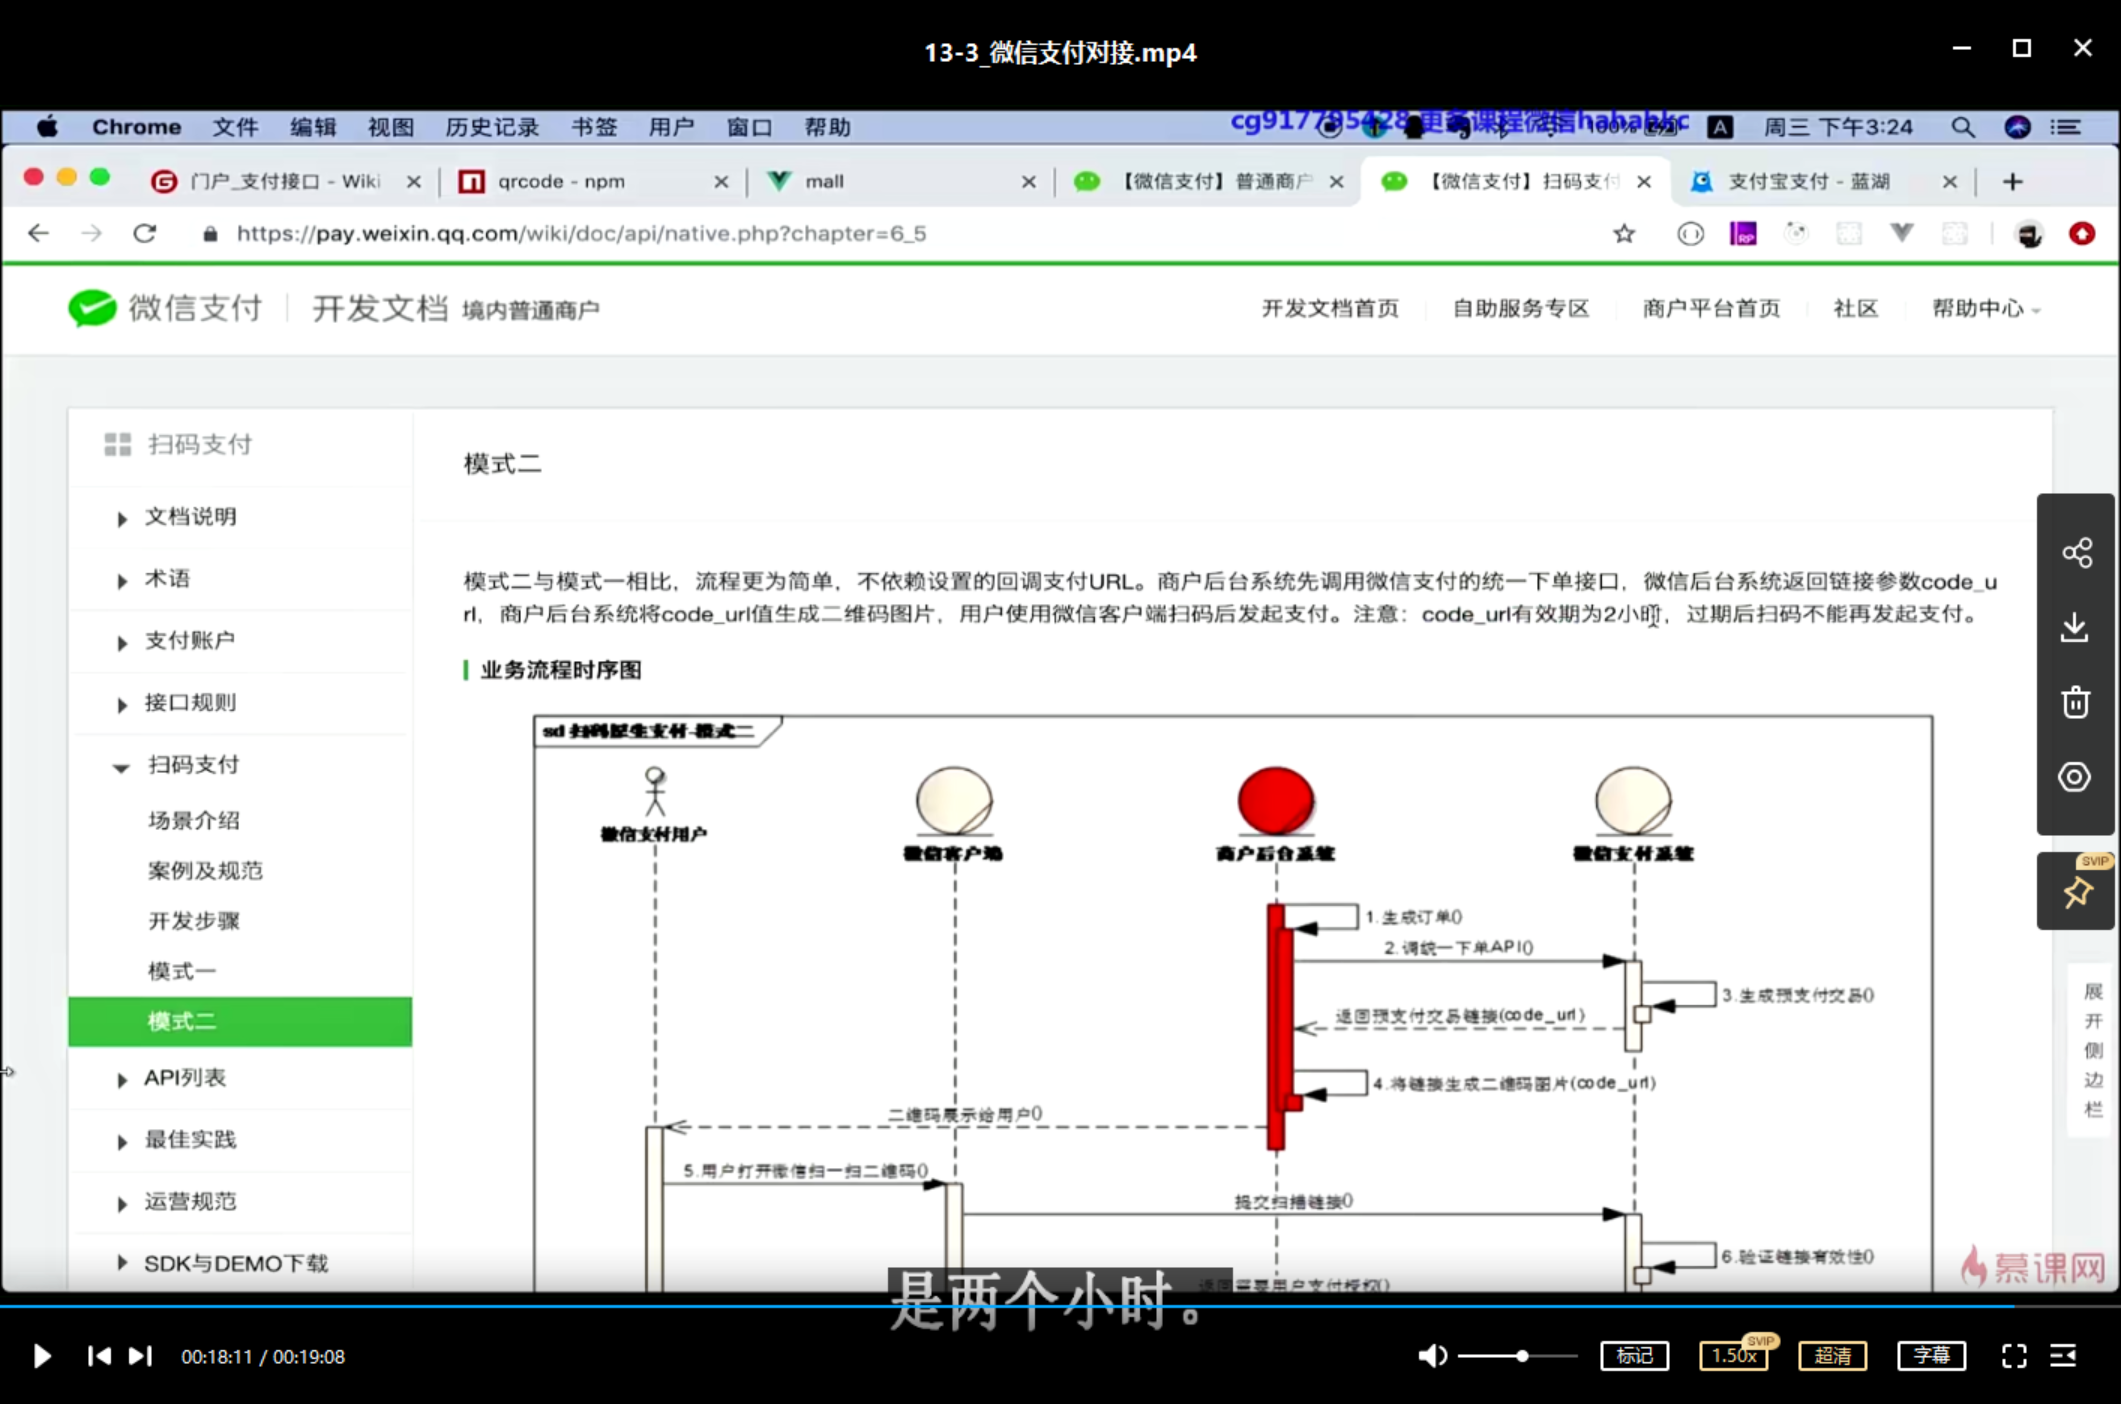 13-3_微信支付对接.mp4
Chrome 文件 编辑 视图 历史记录 书签 用户 窗口 帮助
cg917795428 更多课程微信
100%
A 周三 下午3:24
门户_支付接口 - Wiki
qrcode - npm
mall
【微信支付】普通商户
【微信支付】扫码支付
支付宝支付 - 蓝湖
https://pay.weixin.qq.com/wiki/doc/api/native.php?chapter=6_5
RP
微信支付 开发文档 境内普通商户
开发文档首页 自助服务专区 商户平台首页 社区 帮助中心
扫码支付
文档说明
术语
支付账户
接口规则
扫码支付
场景介绍
案例及规范
开发步骤
模式一
模式二
API列表
最佳实践
运营规范
SDK与DEMO下载
模式二
模式二与模式一相比，流程更为简单，不依赖设置的回调支付URL。商户后台系统先调用微信支付的统一下单接口，微信后台系统返回链接参数code_u
rl，商户后台系统将code_url值生成二维码图片，用户使用微信客户端扫码后发起支付。注意：code_url有效期为2小时，过期后扫码不能再发起支付。
业务流程时序图
sd 扫码原生支付-模式二
微信支付用户
微信客户端
商户后台系统
微信支付系统
1.生成订单()
2.调统一下单API()
3.生成预支付交易()
返回预支付交易链接(code_url)
4.将链接生成二维码图片(code_url)
二维码展示给用户()
5.用户打开微信扫一扫二维码()
提交扫描链接()
6.验证链接有效性()
返回需要用户支付授权()
SVIP
展
开
侧
边
栏
慕课网
是两个小时。
00:18:11 / 00:19:08
标记
1.50x
SVIP
超清
字幕